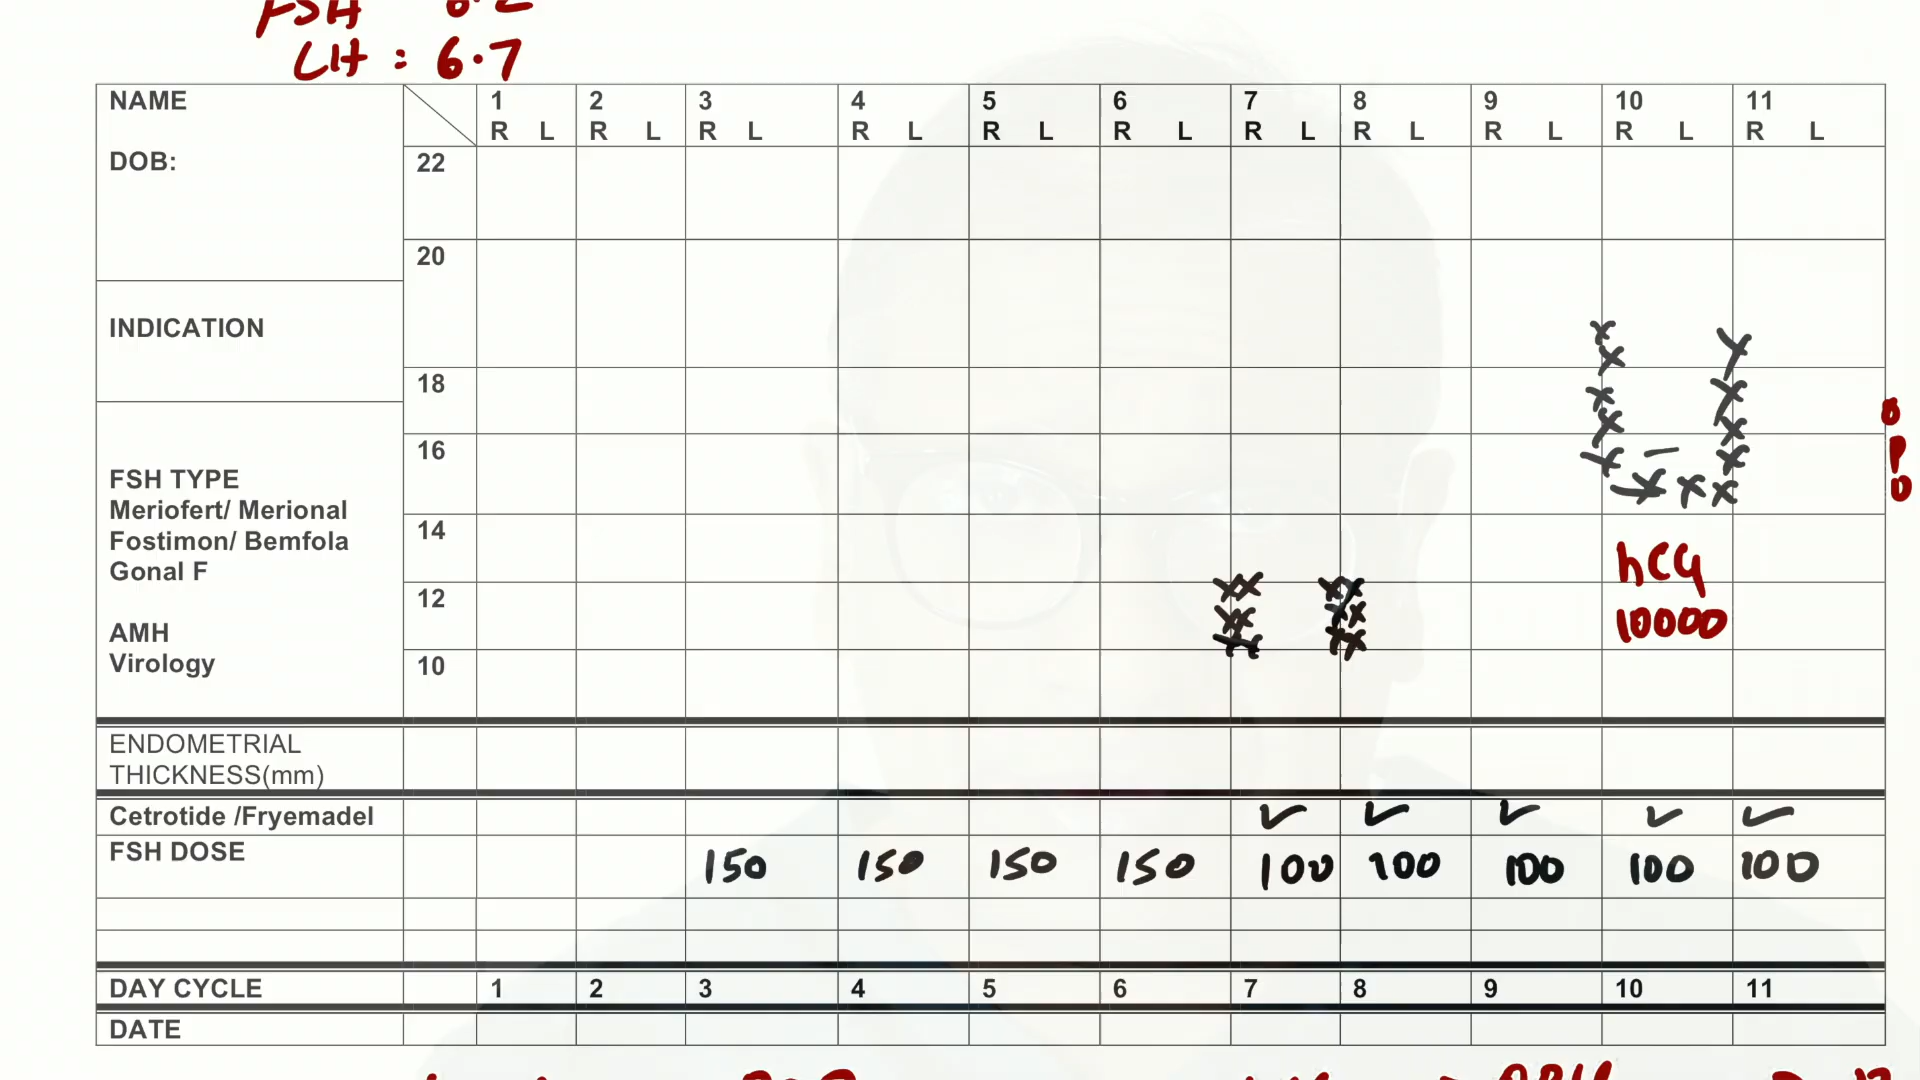 LH : 6.7
NAME 1 2 3 4 5 6 7 8 9 10 11
R L R L R L R L R L R L R L R L R L R L R L
DOB: 22
20
INDICATION
18
16
FSH TYPE
Meriofert/ Merional
Fostimon/ Bemfola 14
Gonal F hCG
12
AMH 10000
Virology 10
ENDOMETRIAL
THICKNESS(mm)
Cetrotide /Fryemadel
FSH DOSE 150 150 150 150 100 100 100 100 100
DAY CYCLE 1 2 3 4 5 6 7 8 9 10 11
DATE